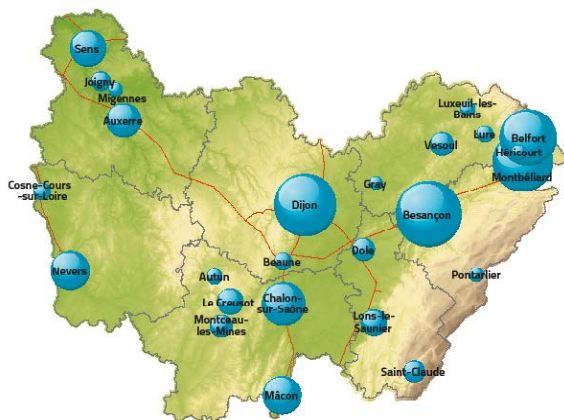 Sens
Joigny
Migennes
Auxerre
Luxeuil-les-
Bains
Lure
Belfort
Vesoul
Héricourt
Montbéliard
Cosne-Cours
-sur-Loire
Gray
Dijon
Besançon
Nevers
Beaune
Dole
Autun
Pontarlier
Le Creusot
Chalon-
sur-Saône
Montceau-
les-Mines
Lons-le-
Saunier
Saint-Claude
Mâcon